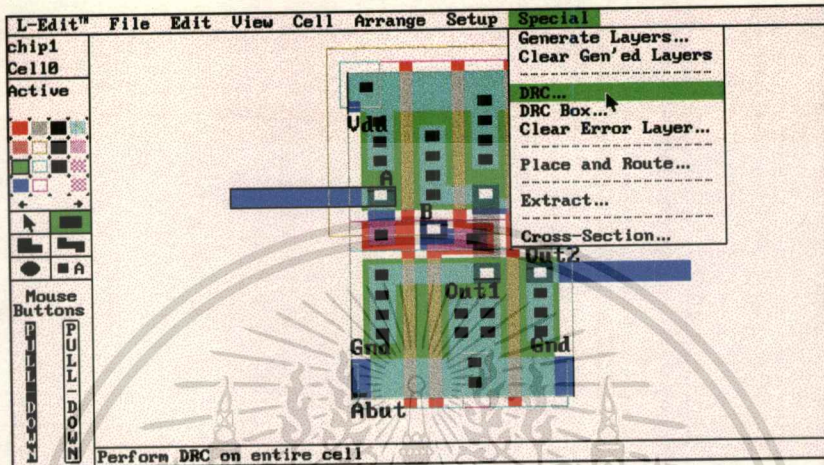 L-Edit™ File Edit View Cell Arrange Setup Special
chip1
Cell0
Active
Generate Layers...
Clear Gen'ed Layers
DRC...
DRC Box...
Clear Error Layer...
Place and Route...
Extract...
Cross-Section...
Vdd
A
B
Out2
Out1
Gnd
Gnd
Abut
A
Mouse
Buttons
PULL-DOWN
PULL-DOWN
Perform DRC on entire cell